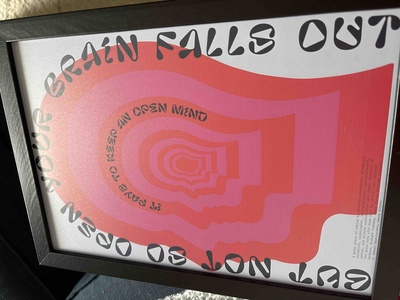 IT PAYS TO KEEP AN OPEN MIND
BUT NOT SO OPEN YOUR BRAIN FALLS OUT